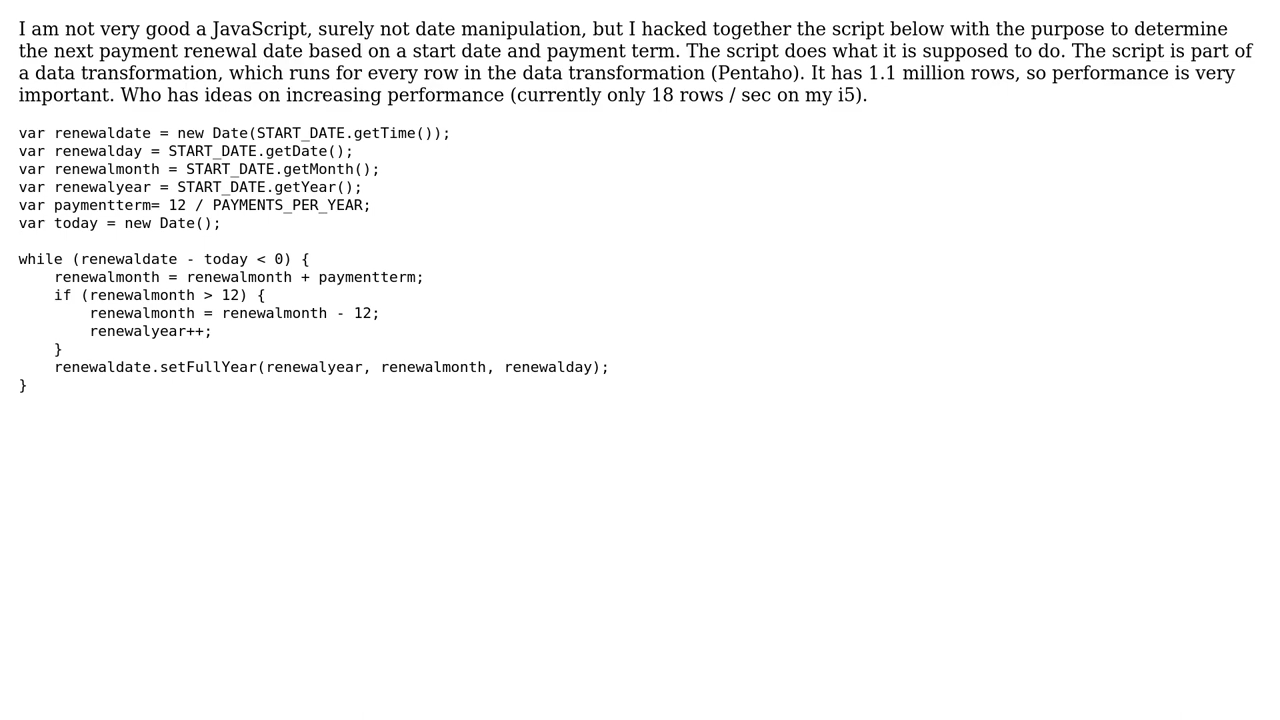 I am not very good a JavaScript, surely not date manipulation, but I hacked together the script below with the purpose to determine
the next payment renewal date based on a start date and payment term. The script does what it is supposed to do. The script is part of
a data transformation, which runs for every row in the data transformation (Pentaho). It has 1.1 million rows, so performance is very
important. Who has ideas on increasing performance (currently only 18 rows / sec on my i5).
var renewaldate = new Date(START_DATE.getTime());
var renewalday = START_DATE.getDate();
var renewalmonth = START_DATE.getMonth();
var renewalyear = START_DATE.getYear();
var paymentterm= 12 / PAYMENTS_PER_YEAR;
var today = new Date();

while (renewaldate - today < 0) {
    renewalmonth = renewalmonth + paymentterm;
    if (renewalmonth > 12) {
        renewalmonth = renewalmonth - 12;
        renewalyear++;
    }
    renewaldate.setFullYear(renewalyear, renewalmonth, renewalday);
}